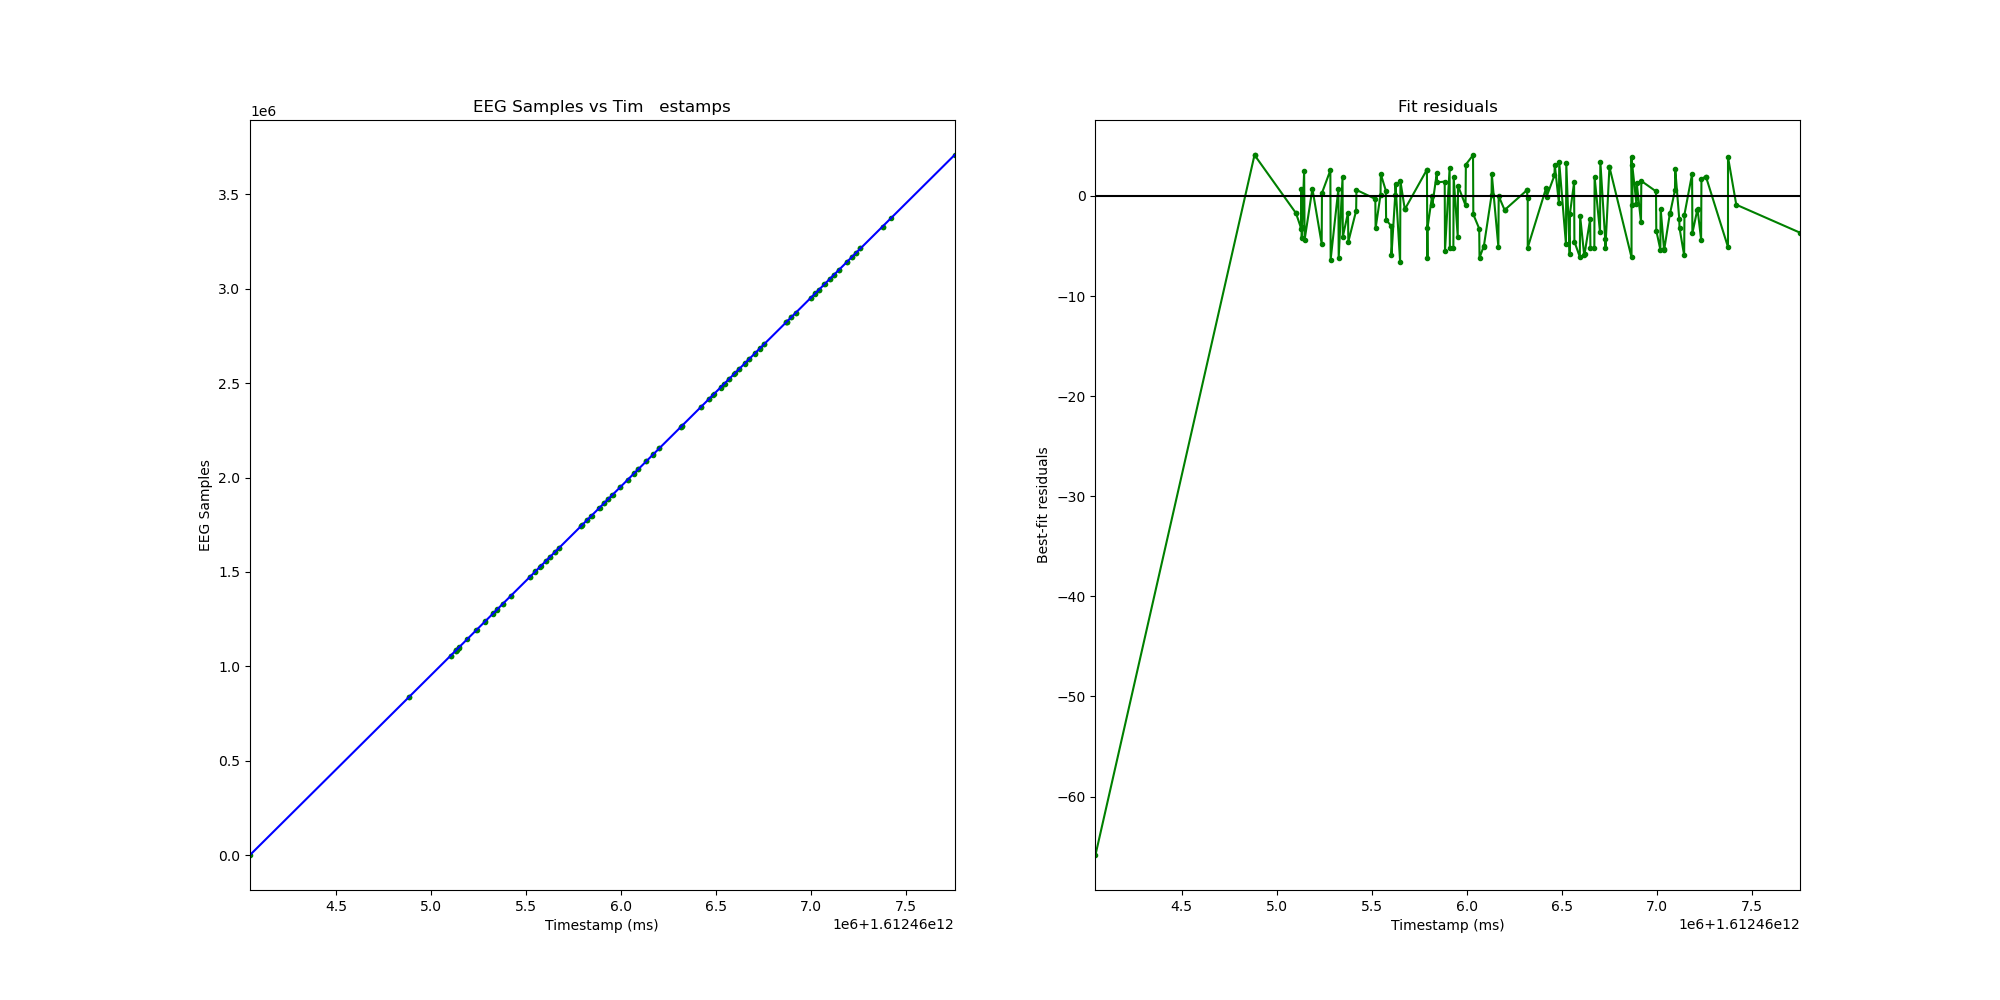 EEG Samples vs Tim   estamps
1e6
3.5
3.0
2.5
2.0
1.5
1.0
0.5
0.0
EEG Samples
4.5 5.0 5.5 6.0 6.5 7.0 7.5
Timestamp (ms)
1e6+1.61246e12
Fit residuals
0
−10
−20
−30
−40
−50
−60
Best-fit residuals
4.5 5.0 5.5 6.0 6.5 7.0 7.5
Timestamp (ms)
1e6+1.61246e12